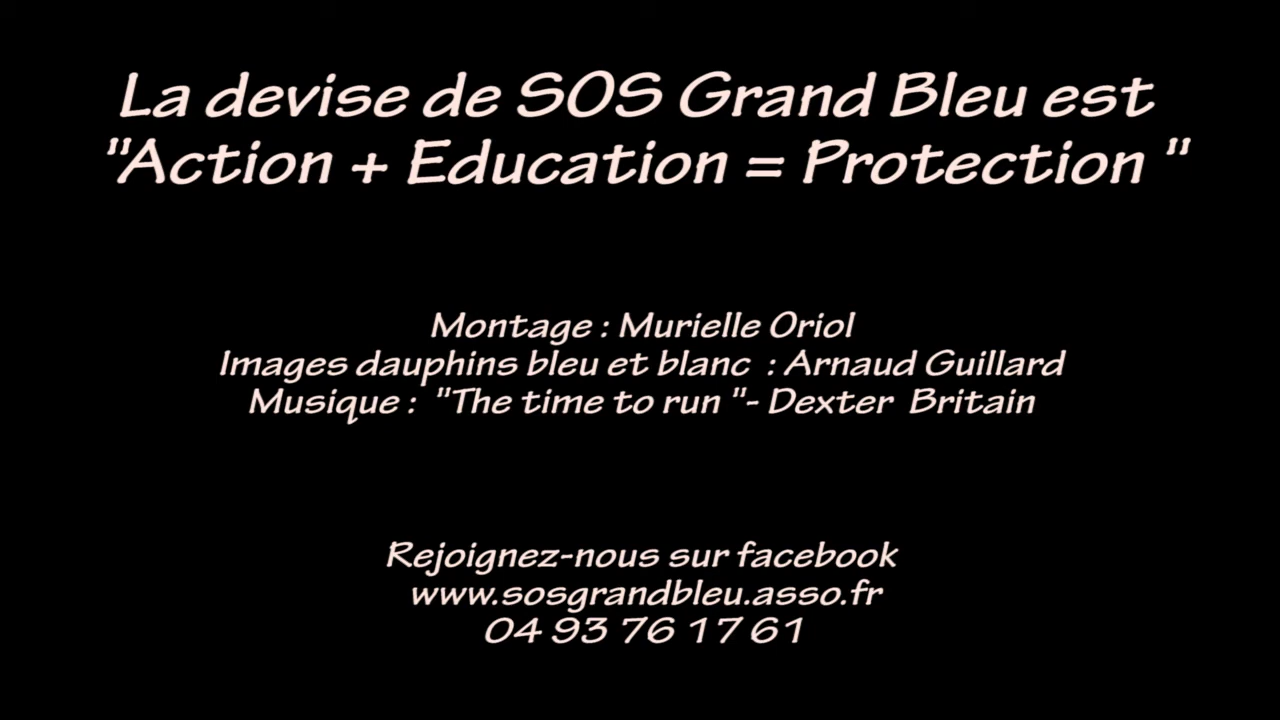 La devise de SOS Grand Bleu est
"Action + Education = Protection "
Montage : Murielle Oriol
Images dauphins bleu et blanc  : Arnaud Guillard
Musique :  "The time to run "- Dexter  Britain
Rejoignez-nous sur facebook
www.sosgrandbleu.asso.fr
04 93 76 17 61